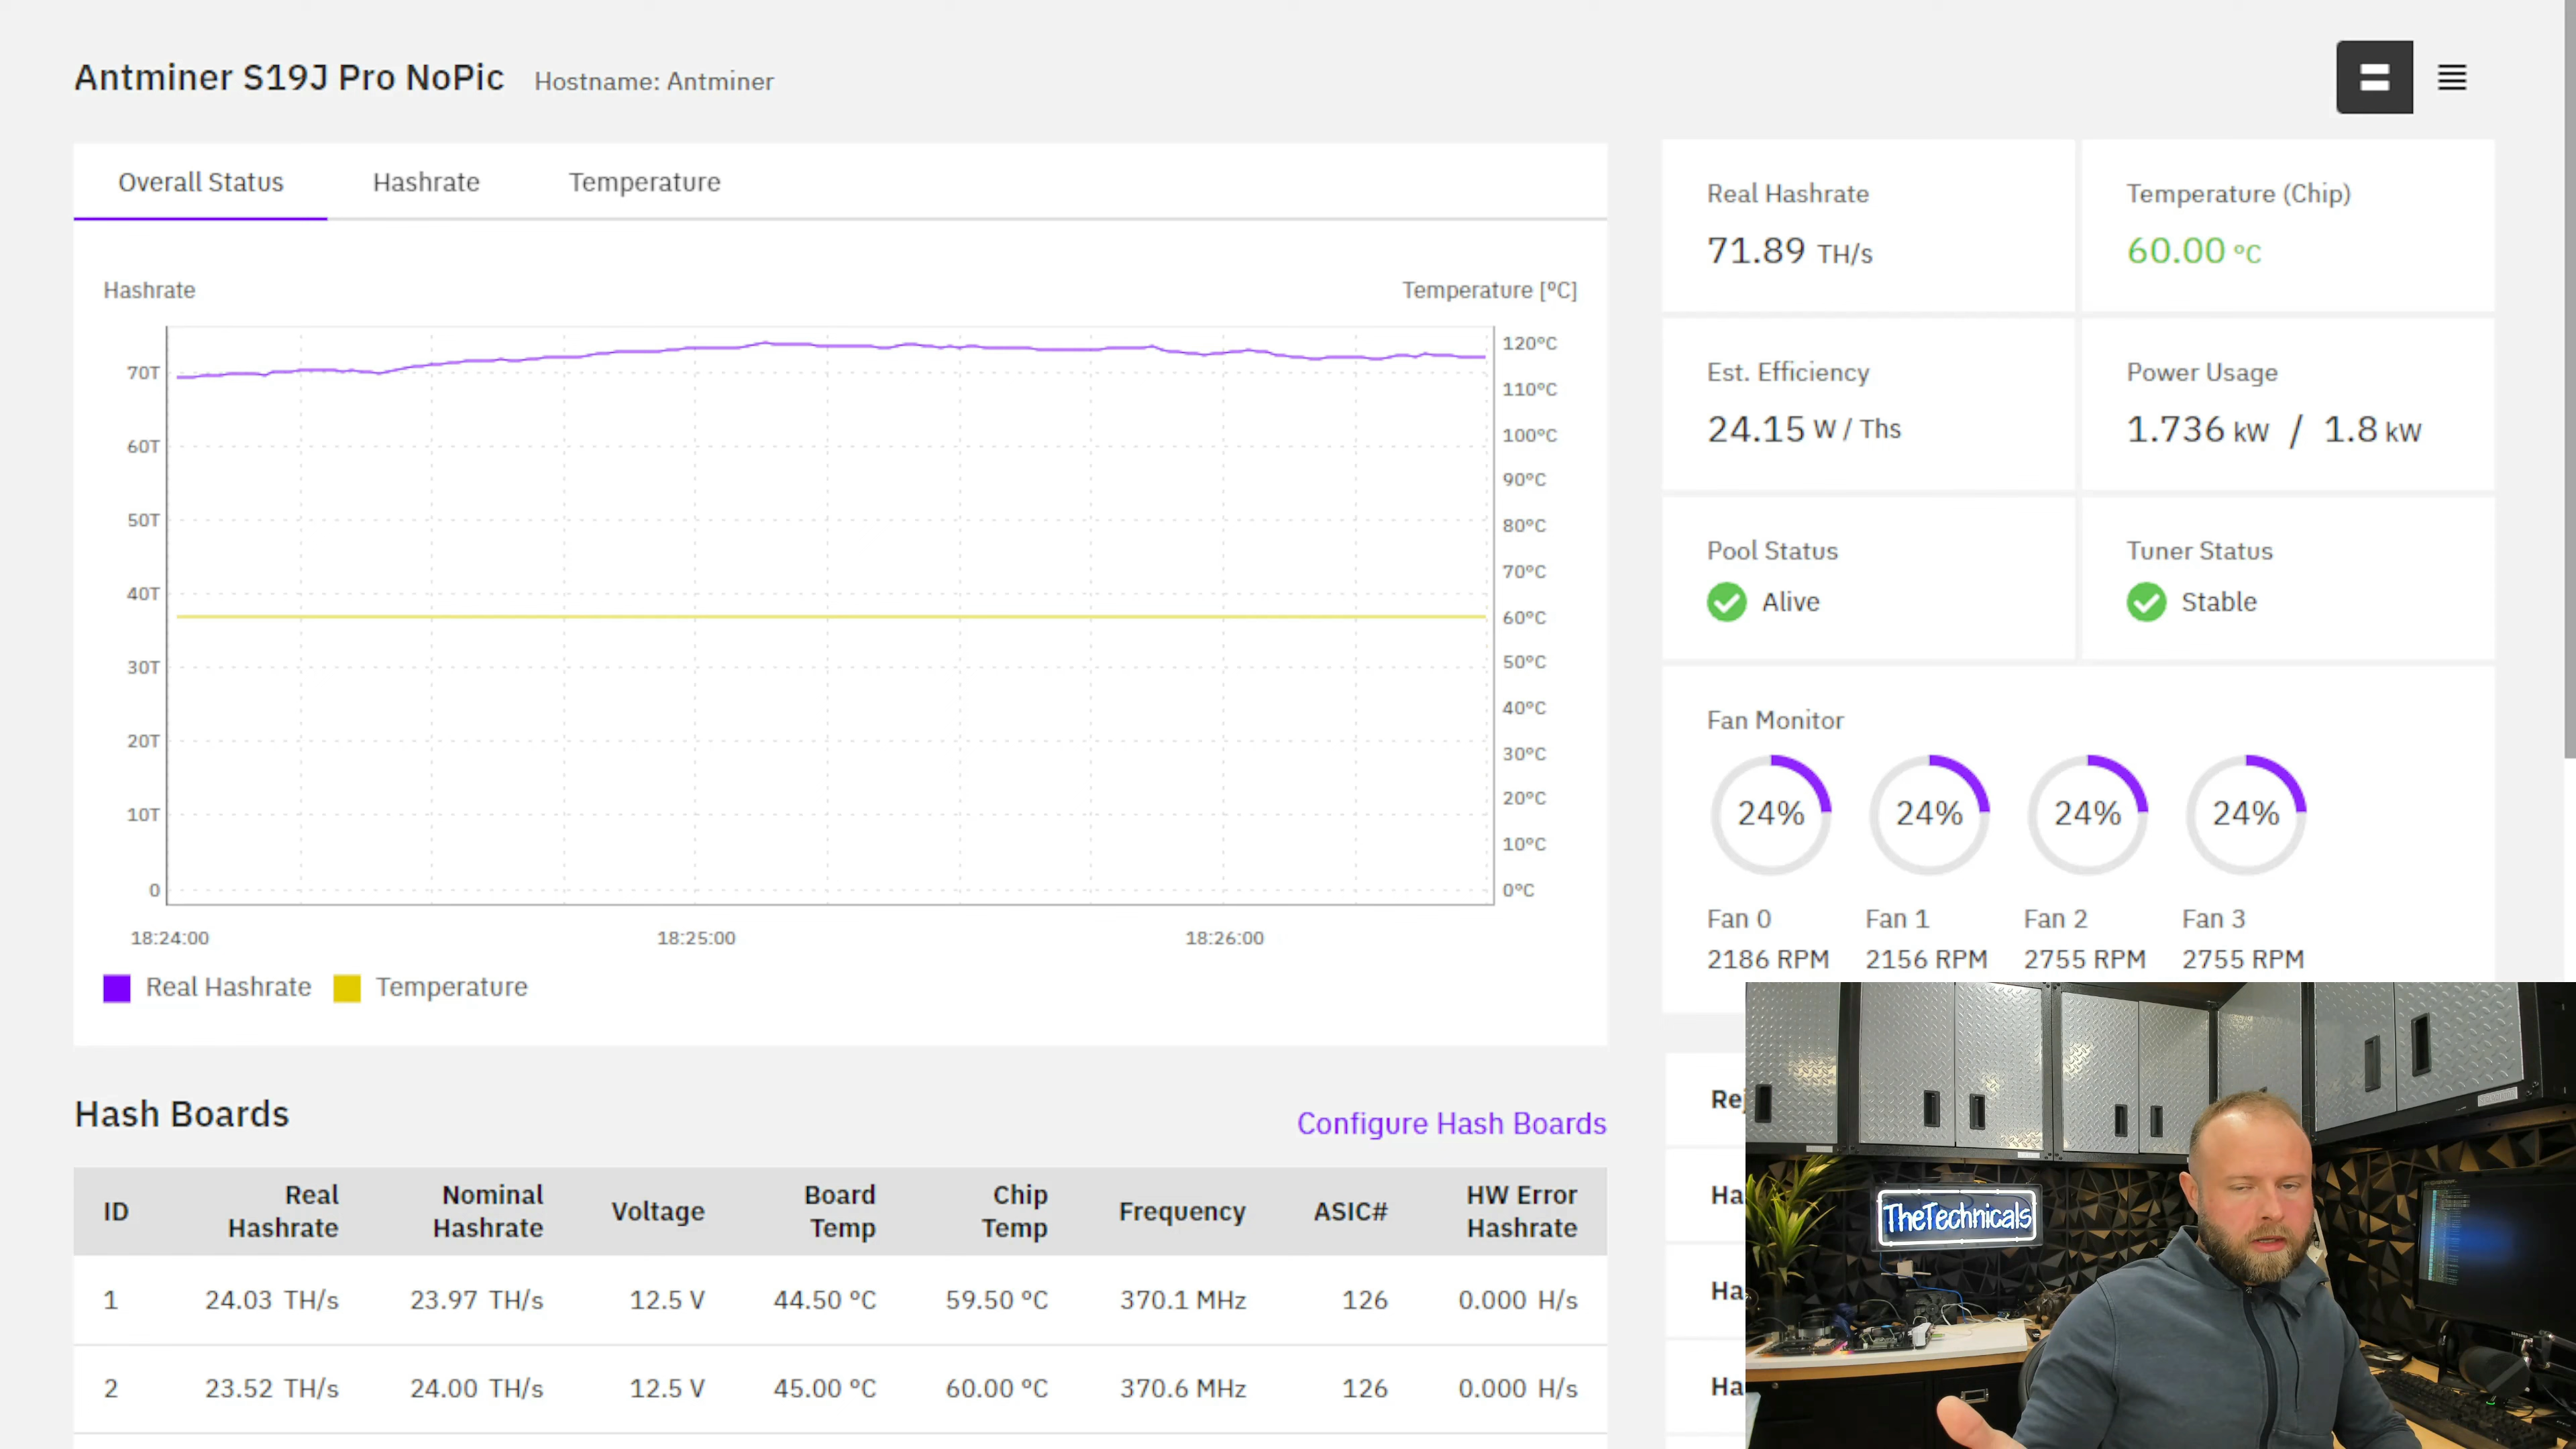 Antminer S19J Pro NoPic Hostname: Antminer
Overall Status Hashrate Temperature
Hashrate Temperature [°C]
70T
60T
50T
40T
30T
20T
10T
0
120°C
110°C
100°C
90°C
80°C
70°C
60°C
50°C
40°C
30°C
20°C
10°C
0°C
18:24:00 18:25:00 18:26:00
Real Hashrate Temperature
Real Hashrate
71.89 TH/s
Temperature (Chip)
60.00 °C
Est. Efficiency
24.15 W / Ths
Power Usage
1.736 kW / 1.8 kW
Pool Status
Alive
Tuner Status
Stable
Fan Monitor
24% 24% 24% 24%
Fan 0 Fan 1 Fan 2 Fan 3
2186 RPM 2156 RPM 2755 RPM 2755 RPM
Hash Boards Configure Hash Boards
ID Real Hashrate Nominal Hashrate Voltage Board Temp Chip Temp Frequency ASIC# HW Error Hashrate
1 24.03 TH/s 23.97 TH/s 12.5 V 44.50 °C 59.50 °C 370.1 MHz 126 0.000 H/s
2 23.52 TH/s 24.00 TH/s 12.5 V 45.00 °C 60.00 °C 370.6 MHz 126 0.000 H/s
Ha
Ha
Ha
TheTechnicals